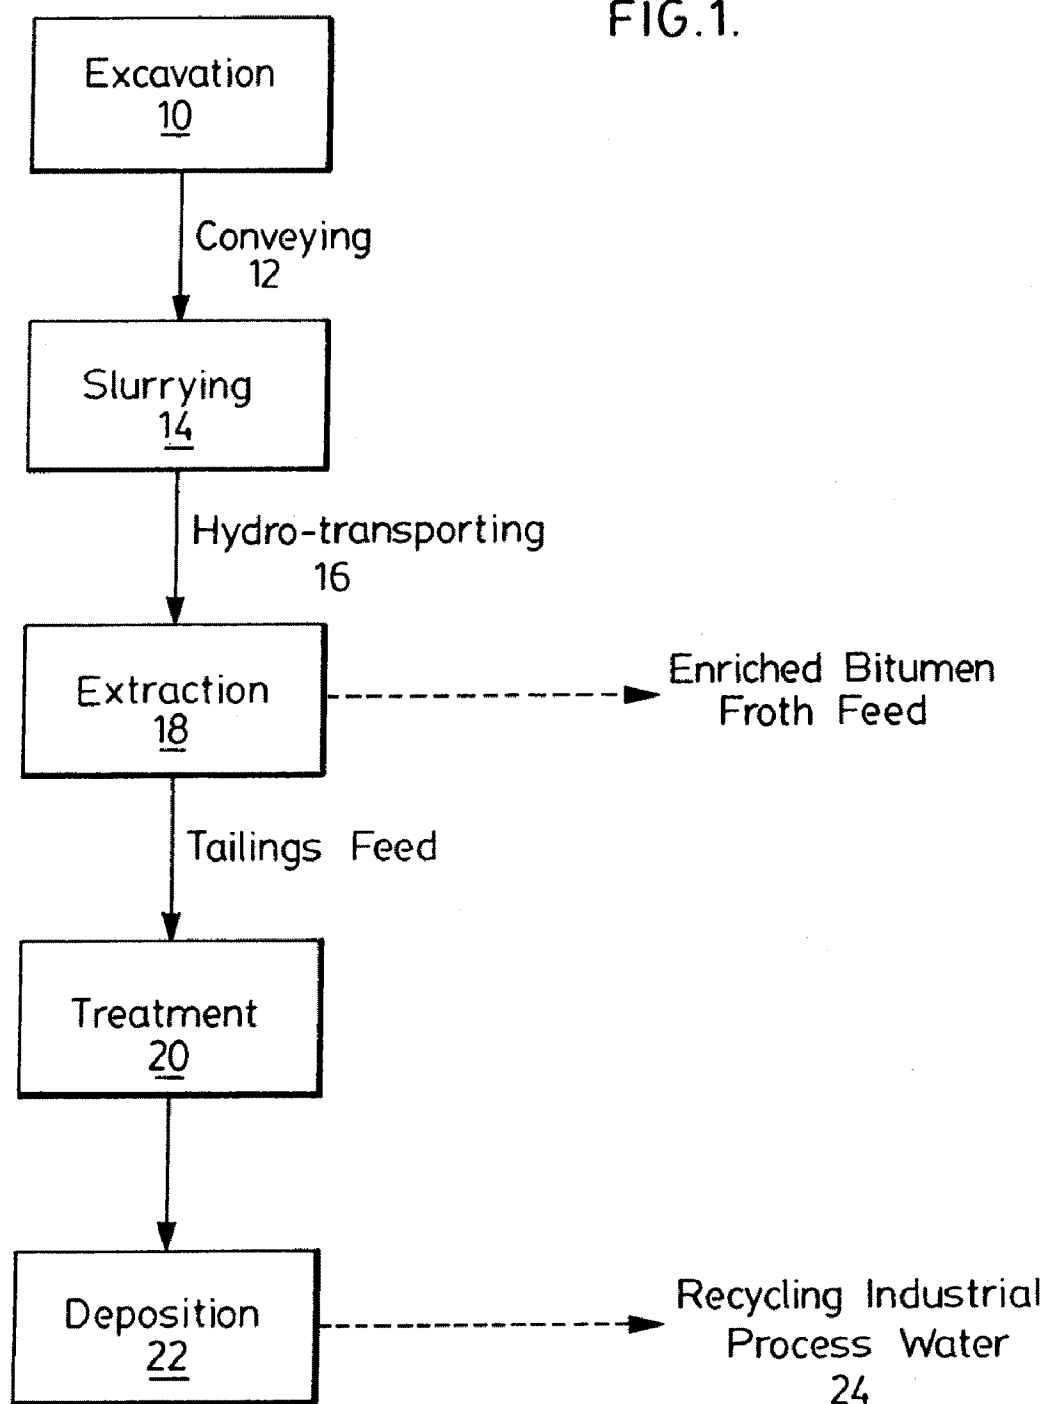 FIG.1.
Excavation
10
Conveying
12
Slurrying
14
Hydro-transporting
16
Extraction
18
Enriched Bitumen
Froth Feed
Tailings Feed
Treatment
20
Deposition
22
Recycling Industrial
Process Water
24